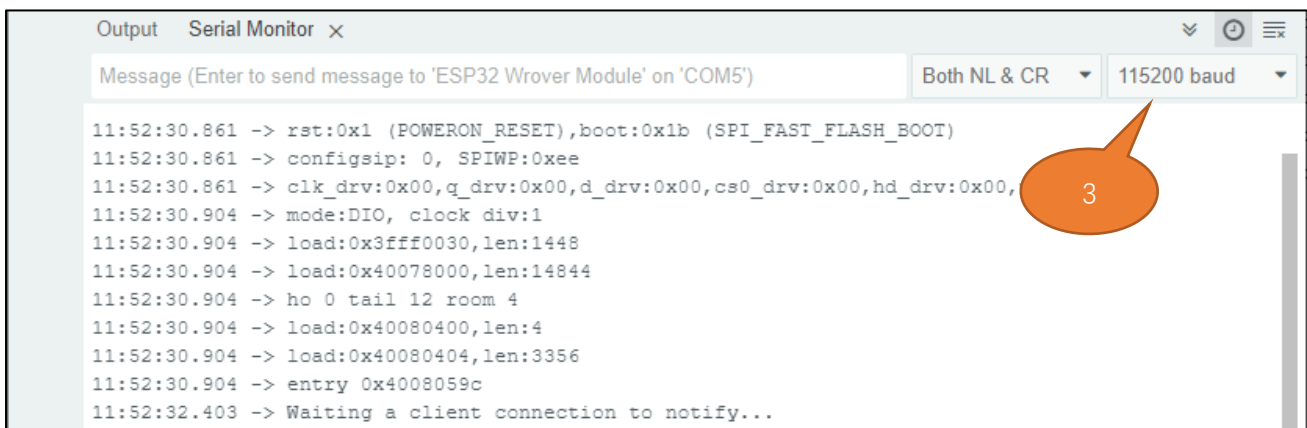 Output Serial Monitor ×
Message (Enter to send message to 'ESP32 Wrover Module' on 'COM5') Both NL & CR 115200 baud
11:52:30.861 -> rst:0x1 (POWERON_RESET),boot:0x1b (SPI_FAST_FLASH_BOOT)
11:52:30.861 -> configsip: 0, SPIWP:0xee
11:52:30.861 -> clk_drv:0x00,q_drv:0x00,d_drv:0x00,cs0_drv:0x00,hd_drv:0x00,
3
11:52:30.904 -> mode:DIO, clock div:1
11:52:30.904 -> load:0x3fff0030,len:1448
11:52:30.904 -> load:0x40078000,len:14844
11:52:30.904 -> ho 0 tail 12 room 4
11:52:30.904 -> load:0x40080400,len:4
11:52:30.904 -> load:0x40080404,len:3356
11:52:30.904 -> entry 0x4008059c
11:52:32.403 -> Waiting a client connection to notify...